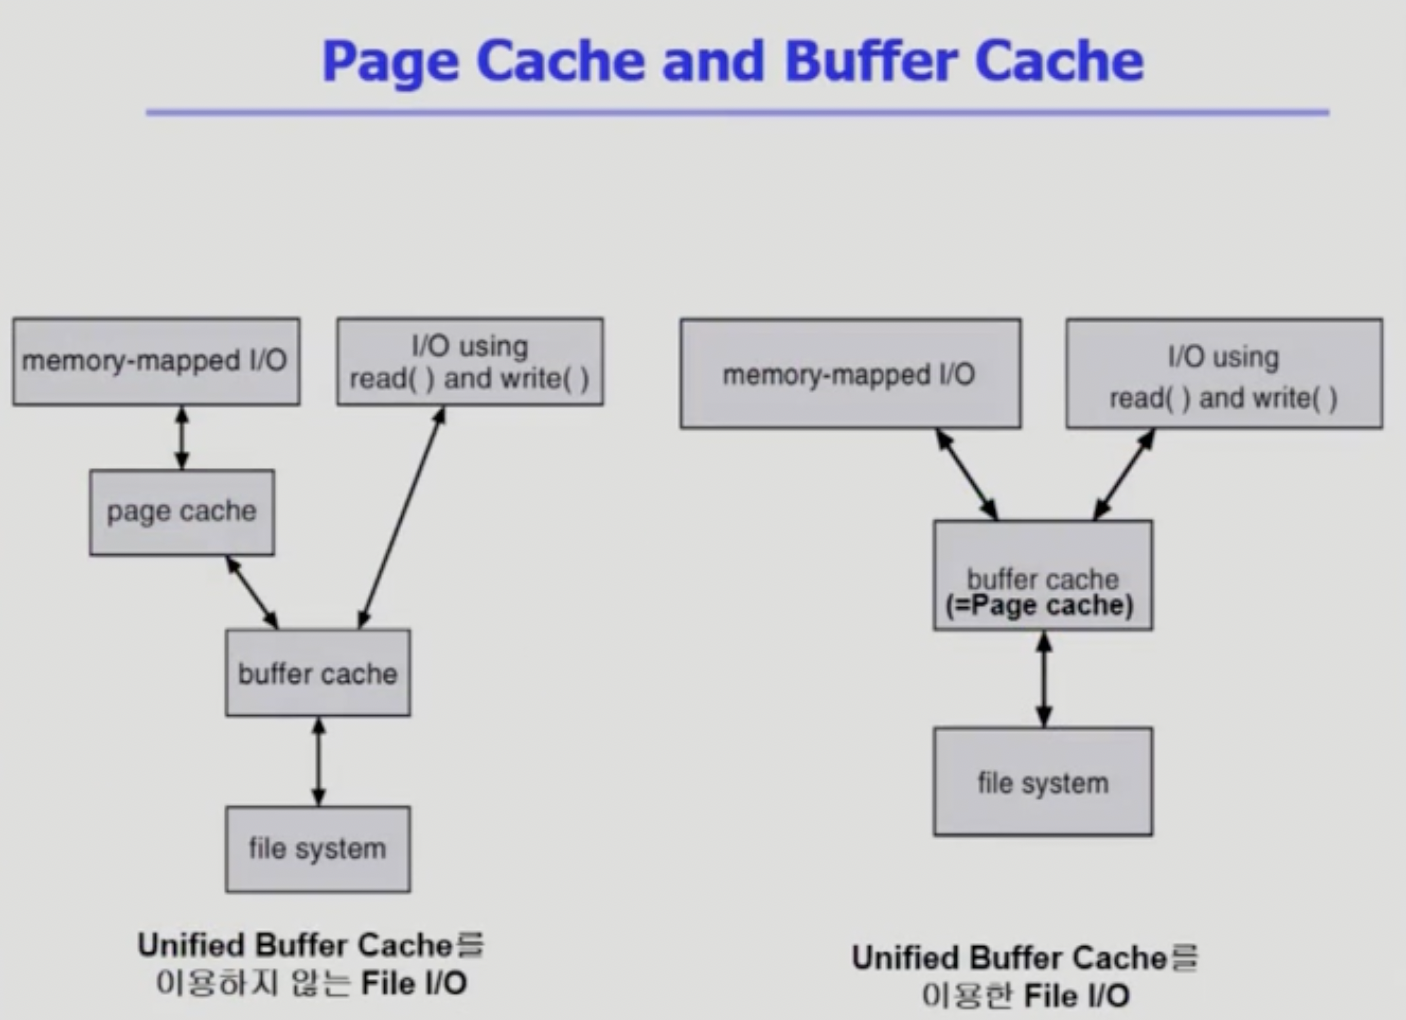 Page Cache and Buffer Cache
memory-mapped I/O
I/O using
read( ) and write( )
page cache
buffer cache
file system
Unified Buffer Cache를
이용하지 않는 File I/O
memory-mapped I/O
I/O using
read( ) and write( )
buffer cache
(=Page cache)
file system
Unified Buffer Cache를
이용한 File I/O